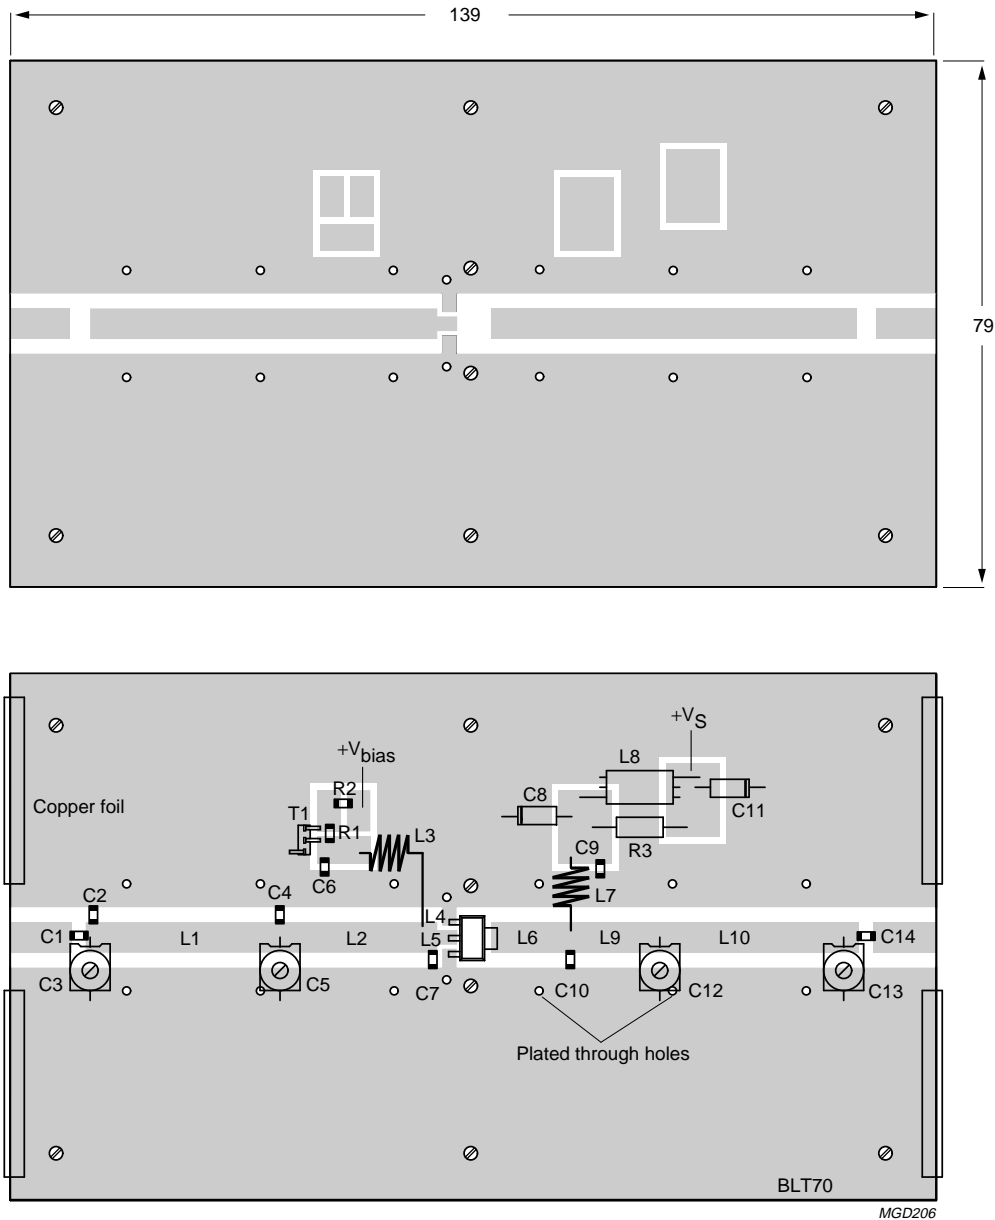 139
79
+VS
+Vbias
L8
Copper foil
R2
C8
C11
T1
R1
L3
R3
C9
C6
L7
C2
C4
L4
C1
L1
L2
L5
L6
L9
L10
C14
C3
C5
C7
C10
C12
C13
Plated through holes
BLT70
MGD206